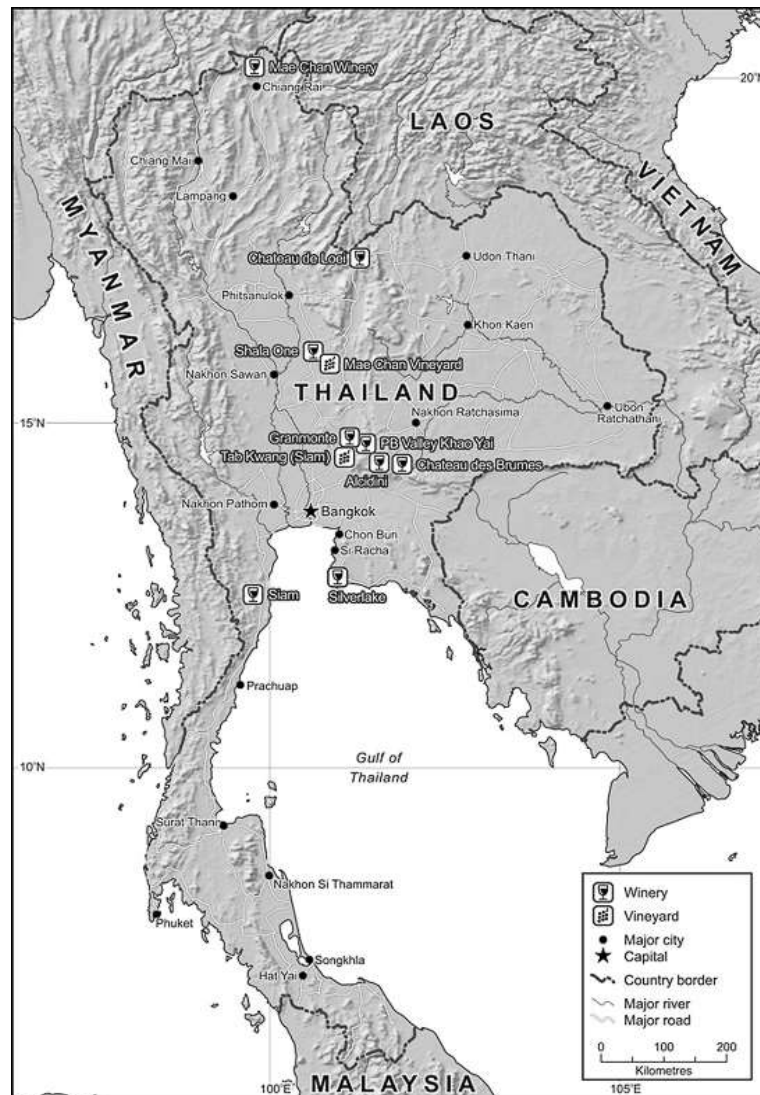 Mae Chan Winery
20°N
Chiang Rai
LAOS
Chiang Mai
VIETNAM
Lampang
MYANMAR
Chateau de Loei
Udon Thani
Phitsanulok
Khon Kaen
Shala One
Mae Chan Vineyard
Nakhon Sawan
THAILAND
Ubon
Ratchathani
Nakhon Ratchasima
15°N
Granmonte
PB Valley Khao Yai
Tab Kwang (Siam)
Chateau des Brumes
Alcidini
Nakhon Pathom
Bangkok
Chon Buri
Si Racha
Siam
Silverlake
CAMBODIA
Prachuap
Gulf of
Thailand
10°N
Surat Thani
Nakhon Si Thammarat
Phuket
Songkhla
Hat Yai
Winery
Vineyard
Major city
Capital
Country border
Major river
Major road
0 100 200
Kilometres
100°E
MALAYSIA
105°E